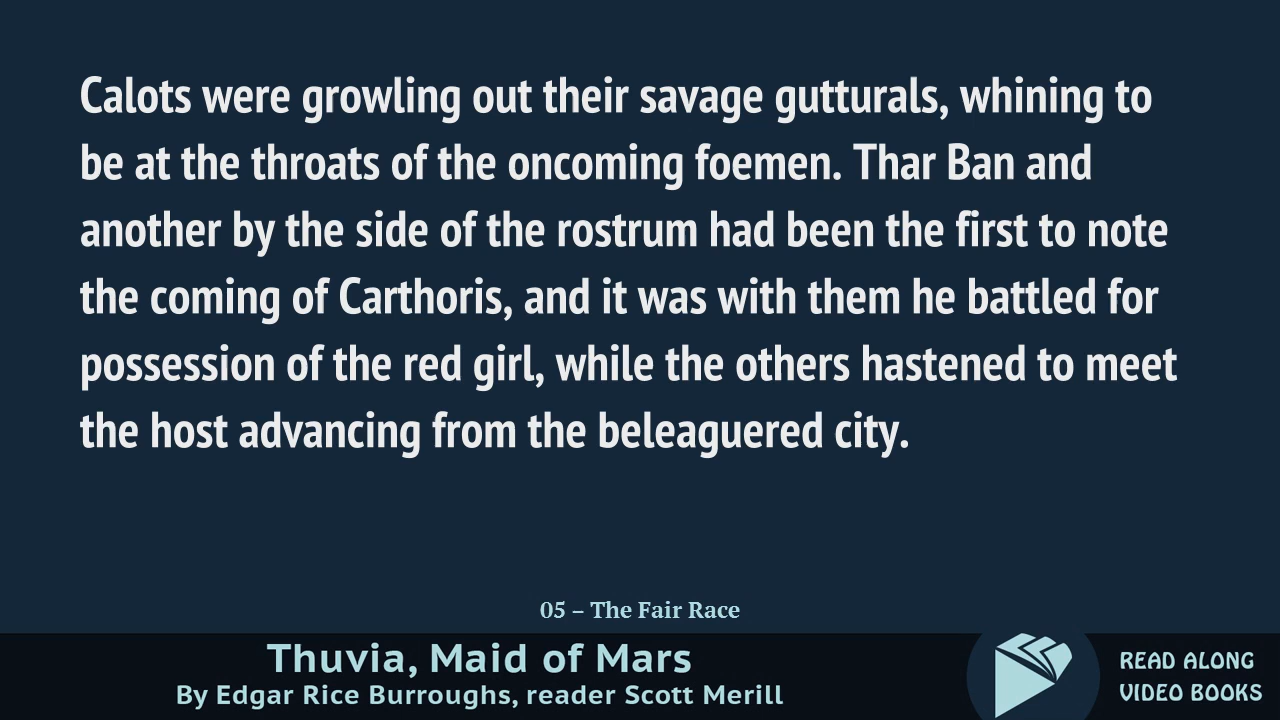 Calots were growling out their savage gutturals, whining to
be at the throats of the oncoming foemen. Thar Ban and
another by the side of the rostrum had been the first to note
the coming of Carthoris, and it was with them he battled for
possession of the red girl, while the others hastened to meet
the host advancing from the beleaguered city.
05 – The Fair Race
Thuvia, Maid of Mars
By Edgar Rice Burroughs, reader Scott Merill
READ ALONG
VIDEO BOOKS